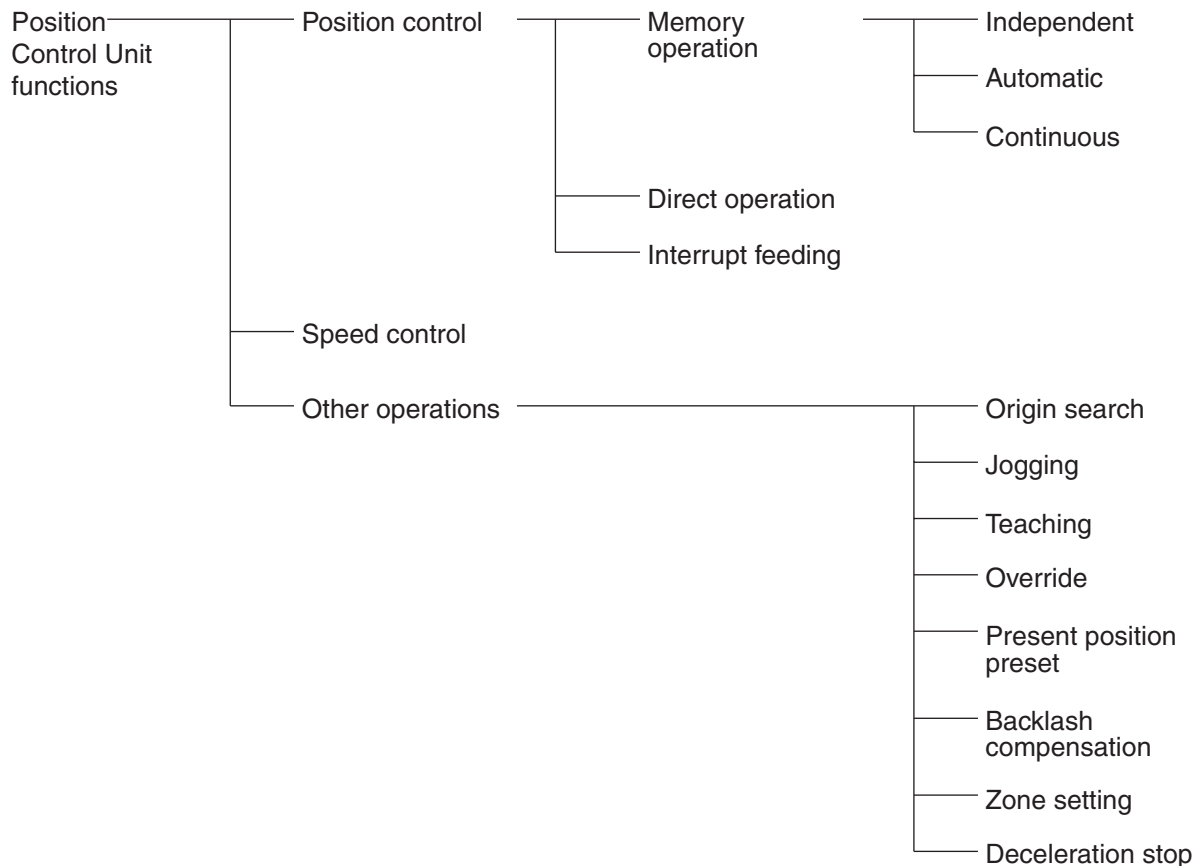 Position
Control Unit
functions
Position control
Memory
operation
Independent
Automatic
Continuous
Direct operation
Interrupt feeding
Speed control
Other operations
Origin search
Jogging
Teaching
Override
Present position
preset
Backlash
compensation
Zone setting
Deceleration stop